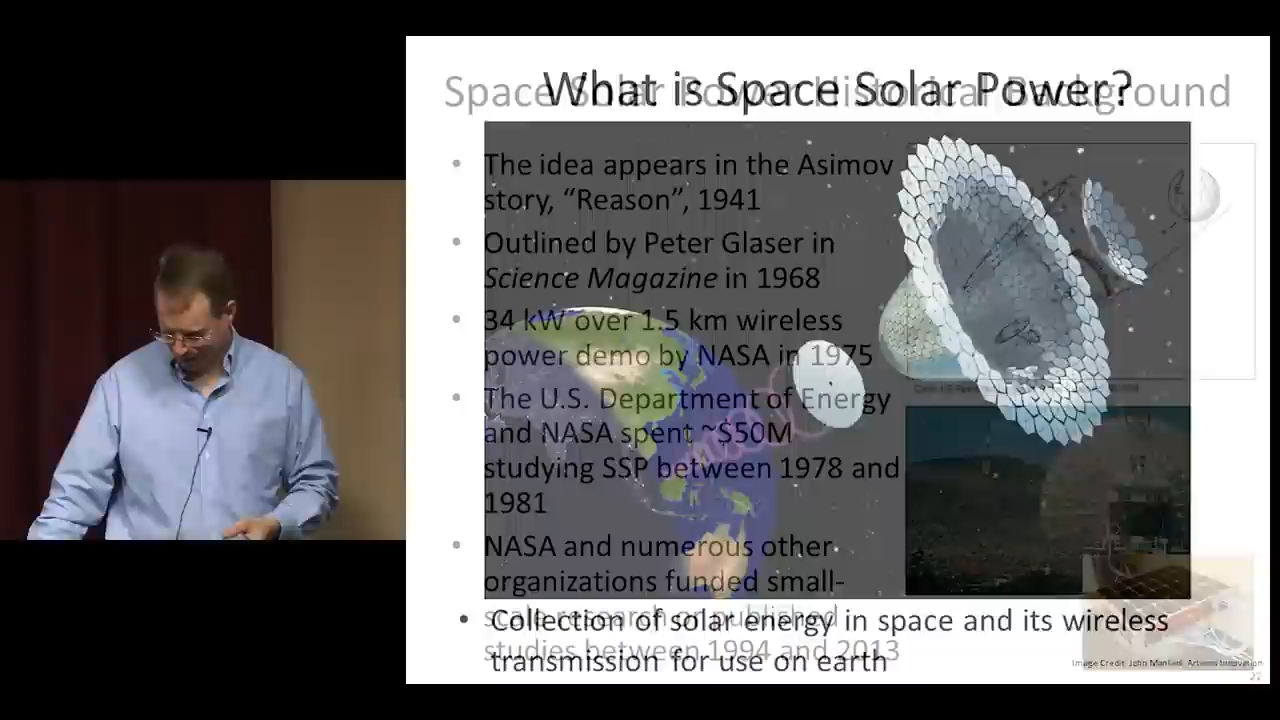 What is Space Solar Power?
Space Solar Power Historical Background
• The idea appears in the Asimov
story, “Reason”, 1941
• Outlined by Peter Glaser in
Science Magazine in 1968
• 34 kW over 1.5 km wireless
power demo by NASA in 1975
• The U.S. Department of Energy
and NASA spent ~$50M
studying SSP between 1978 and
1981
• NASA and numerous other
organizations funded small-
scale research or published
studies between 1994 and 2013
• Collection of solar energy in space and its wireless
transmission for use on earth
Image Credit: John Mankins, Artemis Innovation
22